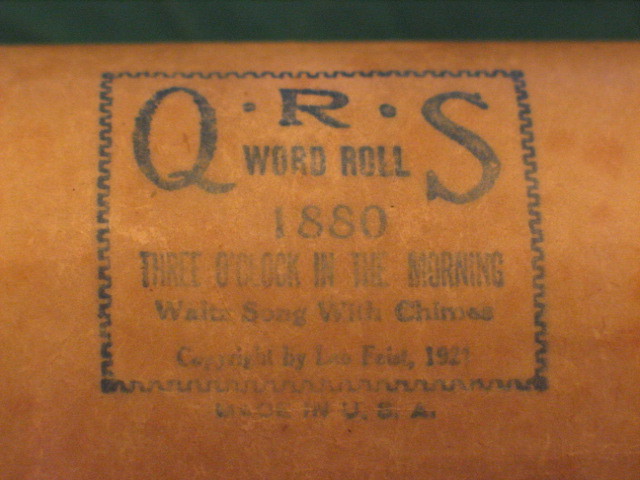 Q·R·S
WORD ROLL
1880
THREE O'CLOCK IN THE MORNING
Waltz Song With Chimes
Copyright by Leo Feist, 1921
MADE IN U. S. A.